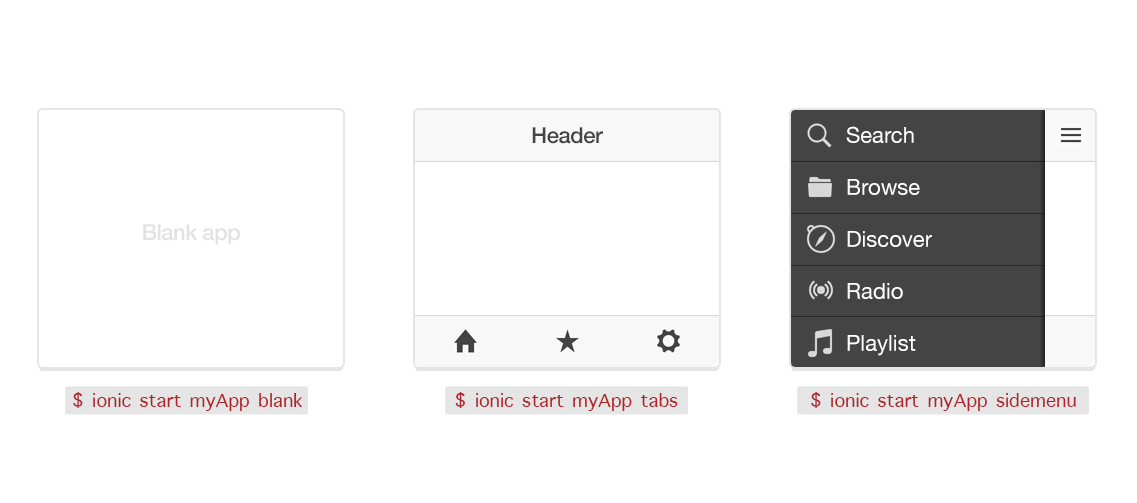 Blank app
$ ionic start myApp blank
Header
$ ionic start myApp tabs
Search
Browse
Discover
Radio
Playlist
$ ionic start myApp sidemenu